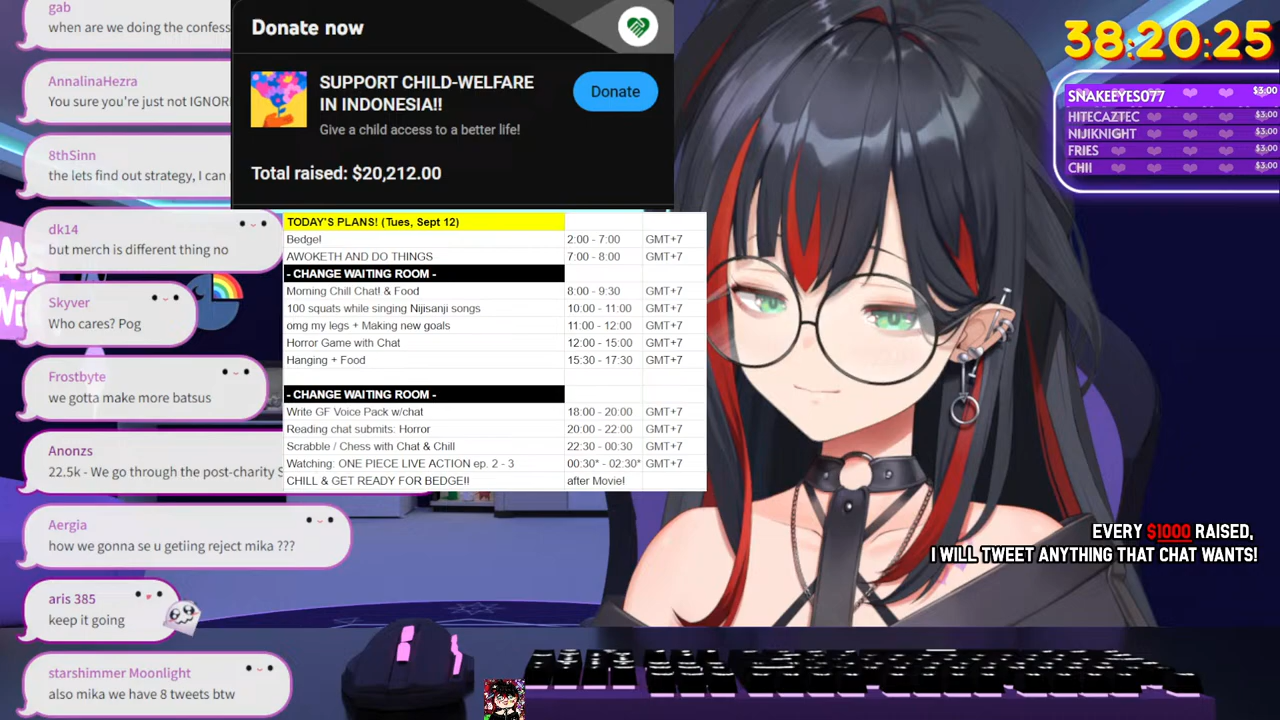 gab
when are we doing the confess
AnnalinaHezra
You sure you're just not IGNORI
8thSinn
the lets find out strategy, I can
dk14
but merch is different thing no
Skyver
Who cares? Pog
Frostbyte
we gotta make more batsus
Anonzs
22.5k - We go through the post-charity S
Aergia
how we gonna se u getiing reject mika ???
aris 385
keep it going
starshimmer Moonlight
also mika we have 8 tweets btw
Donate now
SUPPORT CHILD-WELFARE
IN INDONESIA!!
Donate
Give a child access to a better life!
Total raised: $20,212.00
TODAY'S PLANS! (Tues, Sept 12)
Bedge! 2:00 - 7:00 GMT+7
AWOKETH AND DO THINGS 7:00 - 8:00 GMT+7
- CHANGE WAITING ROOM -
Morning Chill Chat! & Food 8:00 - 9:30 GMT+7
100 squats while singing Nijisanji songs 10:00 - 11:00 GMT+7
omg my legs + Making new goals 11:00 - 12:00 GMT+7
Horror Game with Chat 12:00 - 15:00 GMT+7
Hanging + Food 15:30 - 17:30 GMT+7
- CHANGE WAITING ROOM -
Write GF Voice Pack w/chat 18:00 - 20:00 GMT+7
Reading chat submits: Horror 20:00 - 22:00 GMT+7
Scrabble / Chess with Chat & Chill 22:30 - 00:30 GMT+7
Watching: ONE PIECE LIVE ACTION ep. 2 - 3 00:30* - 02:30* GMT+7
CHILL & GET READY FOR BEDGE!! after Movie!
38:20:25
SNAKEEYES077 $3.00
HITECAZTEC $3.00
NIJIKNIGHT $3.00
FRIES $3.00
CHII $3.00
EVERY $1000 RAISED,
I WILL TWEET ANYTHING THAT CHAT WANTS!